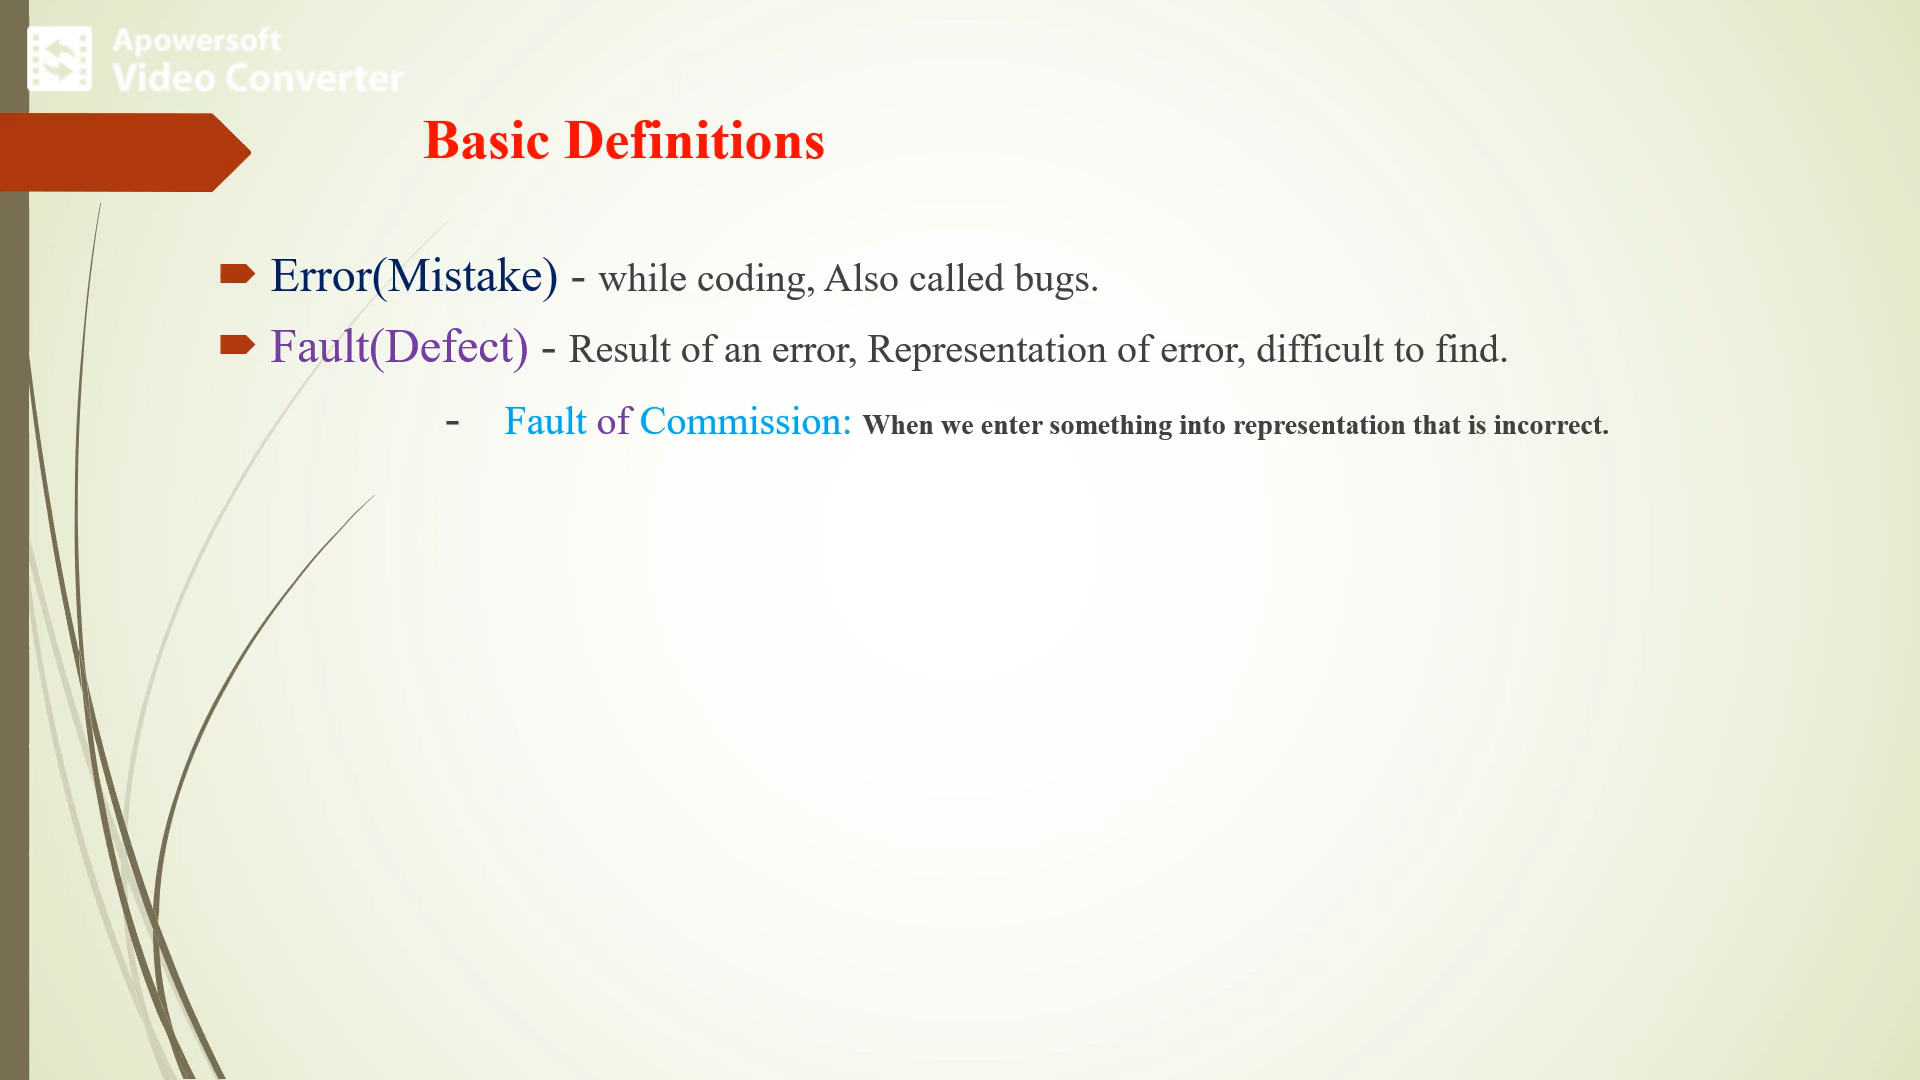 Apowersoft
Video Converter
Basic Definitions
Error(Mistake) - while coding, Also called bugs.
Fault(Defect) - Result of an error, Representation of error, difficult to find.
- Fault of Commission: When we enter something into representation that is incorrect.